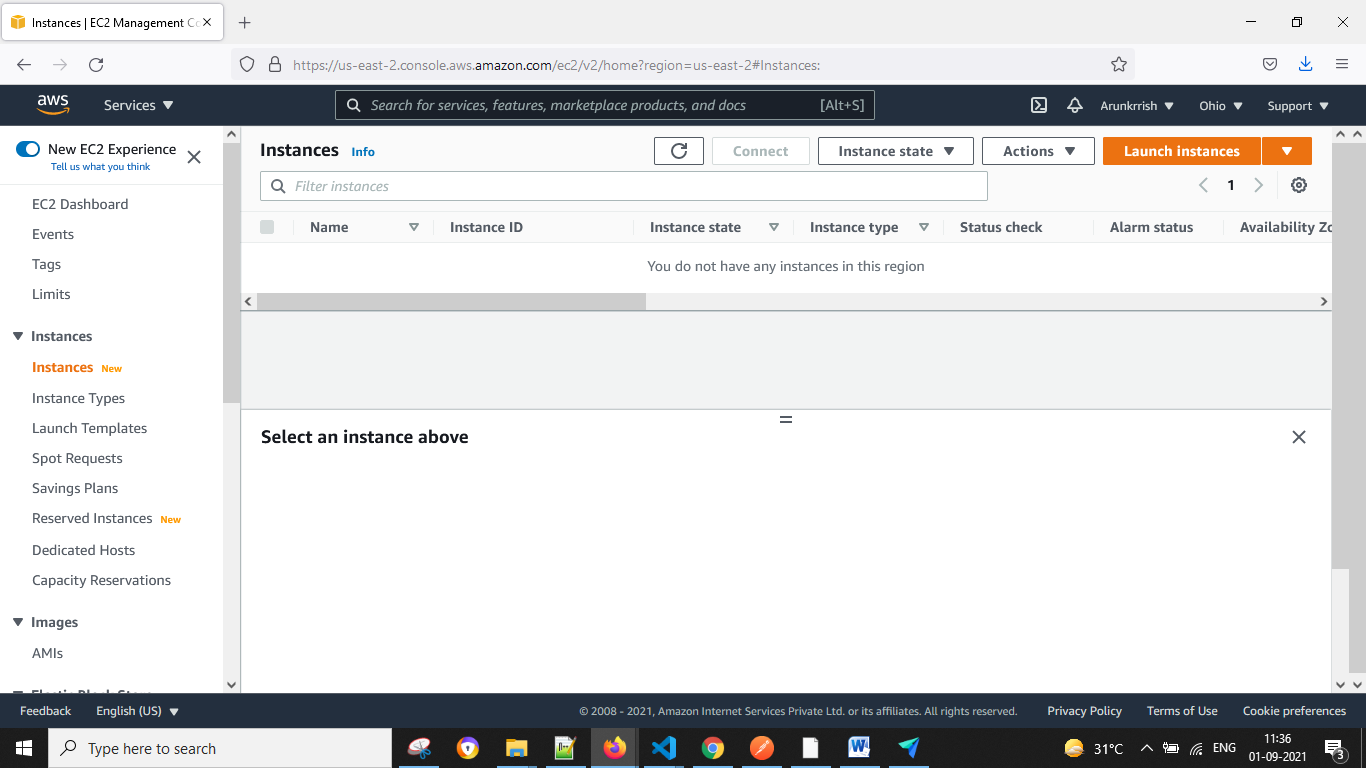 Instances | EC2 Management Co
https://us-east-2.console.aws.amazon.com/ec2/v2/home?region=us-east-2#Instances:
aws Services Search for services, features, marketplace products, and docs [Alt+S] Arunkrrish Ohio Support
New EC2 Experience
Tell us what you think
EC2 Dashboard
Events
Tags
Limits
Instances
Instances New
Instance Types
Launch Templates
Spot Requests
Savings Plans
Reserved Instances New
Dedicated Hosts
Capacity Reservations
Images
AMIs
Elastic Block Store
Instances Info Connect Instance state Actions Launch instances
Filter instances 1
Name Instance ID Instance state Instance type Status check Alarm status Availability Zo
You do not have any instances in this region
Select an instance above
Feedback English (US) © 2008 - 2021, Amazon Internet Services Private Ltd. or its affiliates. All rights reserved. Privacy Policy Terms of Use Cookie preferences
Type here to search 31°C ENG 11:36
01-09-2021 3